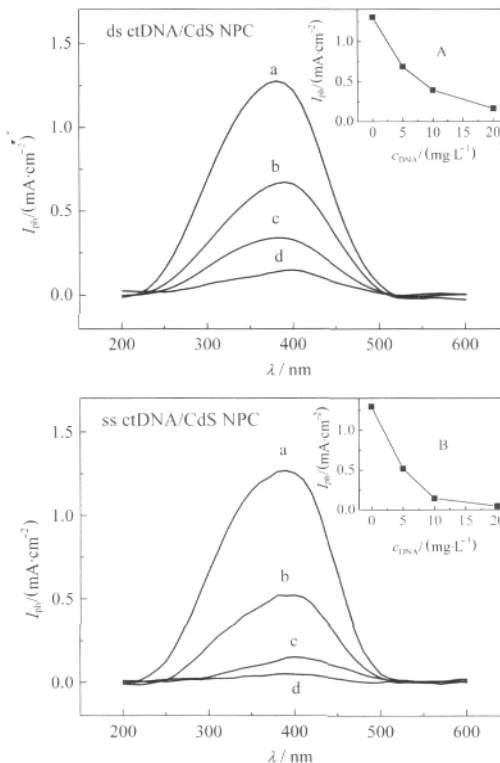 ds ctDNA/CdS NPC
1.5
1.0
0.5
0.0
I_ph/(mA·cm⁻²)
a
b
c
d
200 300 400 500 600
λ / nm
A
1.0
0.5
0.0
I_ph/(mA·cm⁻²)
0 5 10 15 20
c_DNA/(mg·L⁻¹)
ss ctDNA/CdS NPC
1.5
1.0
0.5
0.0
I_ph/(mA·cm⁻²)
a
b
c
d
200 300 400 500 600
λ / nm
B
1.0
0.5
0.0
I_ph/(mA·cm⁻²)
0 5 10 15 20
c_DNA/(mg·L⁻¹)